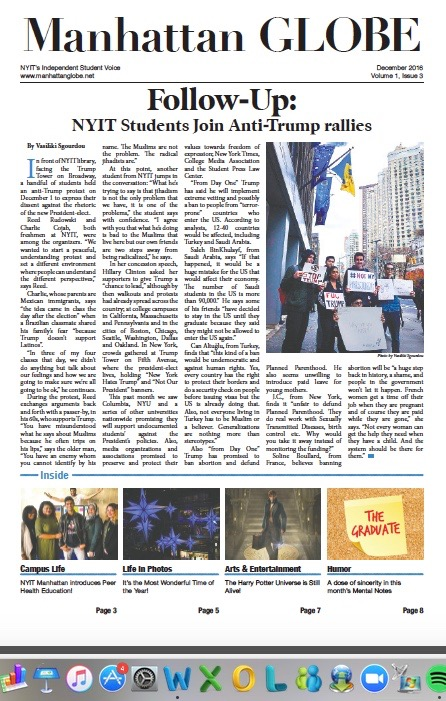 Manhattan GLOBE
NYIT's Independent Student Voice
www.manhattanglobe.net
December 2016
Volume 1, Issue 3
Follow-Up:
NYIT Students Join Anti-Trump rallies
By Vasiliki Sgourdou
In front of NYIT library,
facing the Trump
Tower on Broadway,
a handful of students held
an anti-Trump protest on
December 1 to express their
dissent against the rhetoric
of the new President-elect.
Reed Rudowski and
Charlie Cojab, both
freshmen at NYIT, were
among the organizers. "We
wanted to start a peaceful,
understanding protest and
set a different environment
where people can understand
the different perspectives,"
says Reed.
Charlie, whose parents are
Mexican immigrants, says
"the idea came in class the
day after the election" when
a Brazilian classmate shared
his family's fear "because
Trump doesn't support
Latinos".
"In three of my four
classes that day, we didn't
do anything but talk about
our feelings and how we are
going to make sure we're all
going to be ok," he continues.
During the protest, Reed
exchanges arguments back
and forth with a passer-by, in
his 60s, who supports Trump.
"You have misunderstood
what he says about Muslims
because he often trips on
his lips," says the older man,
"You have an enemy whom
you cannot identify by his
name. The Muslims are not
the problem. The radical
jihadists are."
At this point, another
student from NYIT jumps in
the conversation: "What he's
trying to say is that jihadism
is not the only problem that
we have, it is one of the
problems," the student says
with confidence. "I agree
with you that what he's doing
is bad to the Muslims that
live here but our own friends
are two steps away from
being radicalized," he says.
In her concession speech,
Hillary Clinton asked her
supporters to give Trump a
"chance to lead," although by
then walkouts and protests
had already spread across the
country; at college campuses
in California, Massachusetts
and Pennsylvania and in the
cities of Boston, Chicago,
Seattle, Washington, Dallas
and Oakland. In New York,
crowds gathered at Trump
Tower on Fifth Avenue,
where the president-elect
lives, holding "New York
Hates Trump" and "Not Our
President" banners.
This past month we saw
Columbia, NYU and a
series of other universities
nationwide promising they
will support undocumented
students against the
President's policies. Also,
media organizations and
associations promised to
preserve and protect their
values towards freedom of
expression; New York Times,
College Media Association
and the Student Press Law
Center.
"From Day One" Trump
has said he will implement
extreme vetting and possibly
a ban to people from "terror-
prone" countries who
enter the US. According to
analysts, 12-40 countries
would be affected, including
Turkey and Saudi Arabia.
Saleh BinKhulayf, from
Saudi Arabia, says "If that
happened, it would be a
huge mistake for the US that
would affect their economy.
The number of Saudi
students in the US is more
than 90,000." He says some
of his friends "have decided
to stay in the US until they
graduate because they said
they might not be allowed to
enter the US again."
Can Altuğlu, from Turkey,
finds that "this kind of a ban
would be undemocratic and
against human rights. Yes,
every country has the right
to protect their borders and
do a security check on people
before issuing visas but the
US is already doing that.
Also, not everyone living in
Turkey has to be Muslim or
a believer. Generalizations
are nothing more than
stereotypes."
Also "from Day One"
Trump has promised to
ban abortion and defund
Photo by Vasiliki Sgourdou
Planned Parenthood. He
also seems unwilling to
introduce paid leave for
young mothers.
J.C., from New York,
finds it "unfair to defund
Planned Parenthood. They
do real work with Sexually
Transmitted Diseases, birth
control etc. Why would
you take it away instead of
monitoring the funding?"
Soline Boullard, from
France, believes banning
abortion will be "a huge step
back in history, a shame, and
people in the government
won't let it happen. French
women get a time off their
job when they are pregnant
and of course they are paid
while they are gone," she
says. "Not every woman can
get the help they need when
they have a child. And the
system should be there for
them."
Inside
THE
GRADUATE
Campus Life
NYIT Manhattan introduces Peer
Health Education!
Page 3
Life in Photos
It's the Most Wonderful Time of
the Year!
Page 5
Arts & Entertainment
The Harry Potter Universe is Still
Alive!
Page 7
Humor
A dose of sincerity in this
month's Mental Notes
Page 8
4